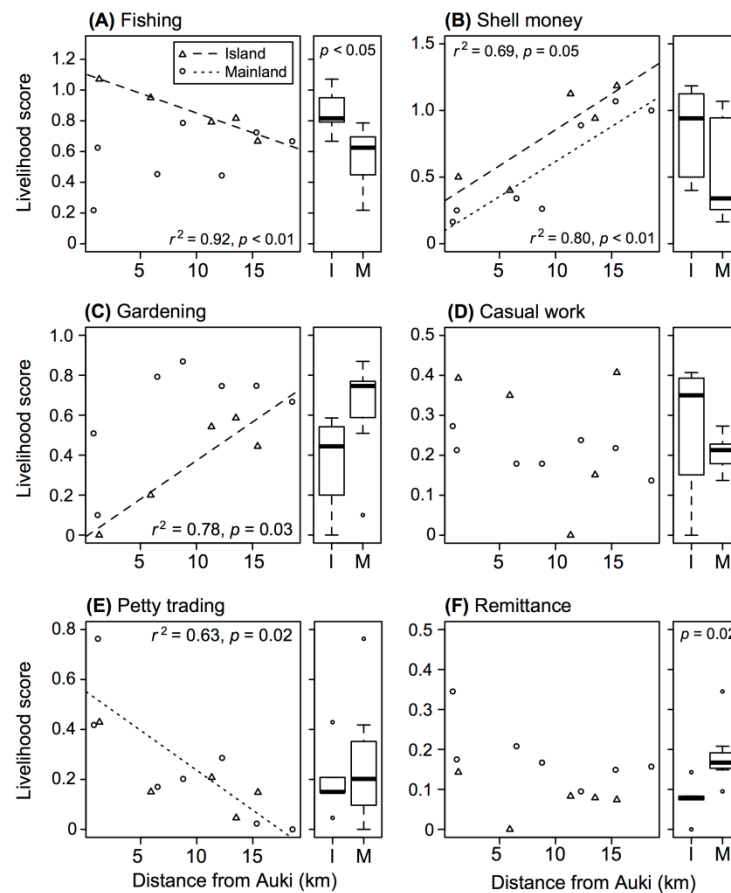 (A) Fishing
Livelihood score
1.2
1.0
0.8
0.6
0.4
0.2
0
Island
Mainland
r² = 0.92, p < 0.01
5
10
15
p < 0.05
I
M
(B) Shell money
1.5
1.0
0.5
0
r² = 0.69, p = 0.05
r² = 0.80, p < 0.01
5
10
15
I
M
(C) Gardening
Livelihood score
1.0
0.8
0.6
0.4
0.2
0
r² = 0.78, p = 0.03
5
10
15
I
M
(D) Casual work
0.5
0.4
0.3
0.2
0.1
0
5
10
15
I
M
(E) Petty trading
Livelihood score
0.8
0.6
0.4
0.2
0
r² = 0.63, p = 0.02
5
10
15
Distance from Auki (km)
I
M
(F) Remittance
0.5
0.4
0.3
0.2
0.1
0
5
10
15
Distance from Auki (km)
p = 0.02
I
M